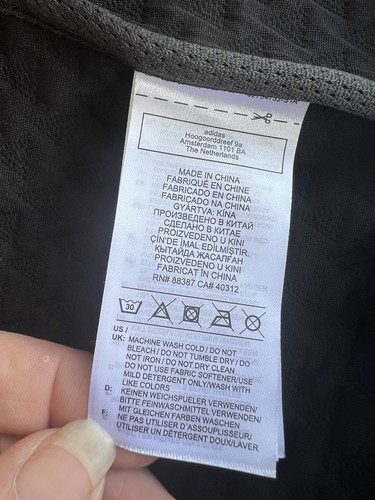 adidas
Hoogoorddreef 9a
Amsterdam 1101 BA
The Netherlands
MADE IN CHINA
FABRIQUÉ EN CHINE
FABRICADO EN CHINA
FABRICADO NA CHINA
GYÁRTVA: KÍNA
ПРОИЗВЕДЕНО В КИТАЙ
СДЕЛАНО В КИТАЕ
PROIZVEDENO U KINI
ÇİN'DE İMAL EDİLMİSTİR.
ҚЫТАЙДА ЖАСАЛҒАН
PROIZVEDENO U KINI
FABRICAT ÎN CHINA
RN# 88387 CA# 40312
30
US /
UK: MACHINE WASH COLD / DO NOT
BLEACH / DO NOT TUMBLE DRY / DO
NOT IRON / DO NOT DRY CLEAN
DO NOT USE FABRIC SOFTENER/USE
MILD DETERGENT ONLY/WASH WITH
LIKE COLORS
D: KEINEN WEICHSPUELER VERWENDEN/
BITTE FEINWASCHMITTEL VERWENDEN/
MIT GLEICHEN FARBEN WASCHEN
F: NE PAS UTILISER D'ASSOUPLISSEUR/
UTILISER UN DÉTERGENT DOUX/LAVER